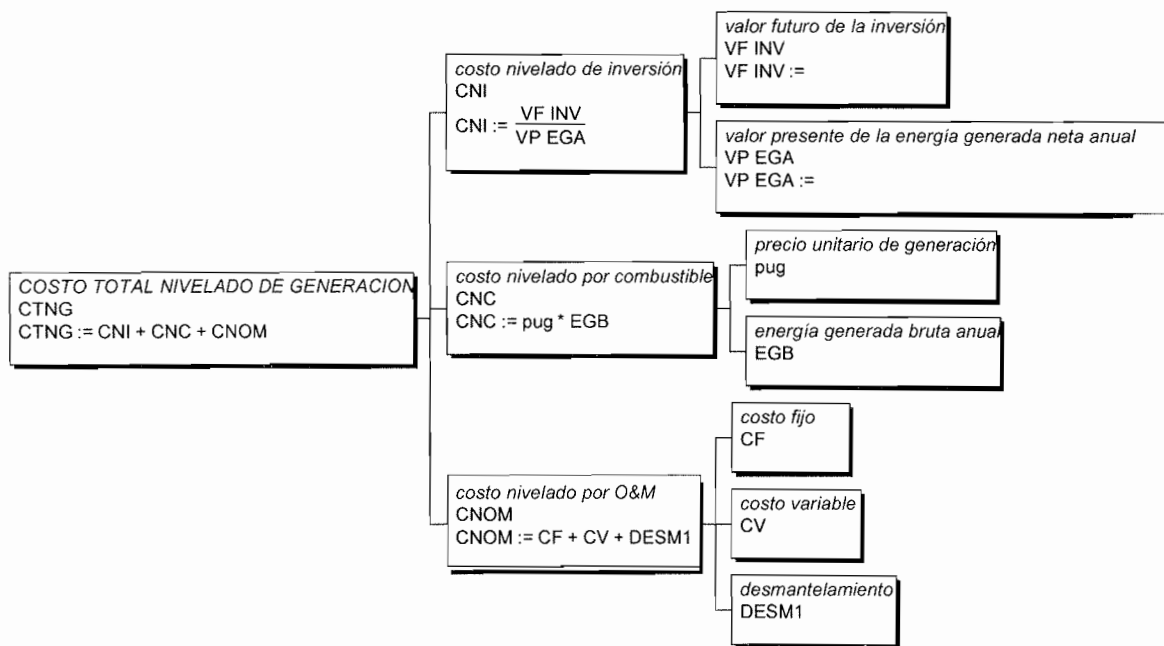 valor futuro de la inversión
VF INV
VF INV :=
costo nivelado de inversión
CNI
CNI := VF INV
VP EGA
valor presente de la energía generada neta anual
VP EGA
VP EGA :=
COSTO TOTAL NIVELADO DE GENERACION
CTNG
CTNG := CNI + CNC + CNOM
costo nivelado por combustible
CNC
CNC := pug * EGB
precio unitario de generación
pug
energía generada bruta anual
EGB
costo nivelado por O&M
CNOM
CNOM := CF + CV + DESM1
costo fijo
CF
costo variable
CV
desmantelamiento
DESM1